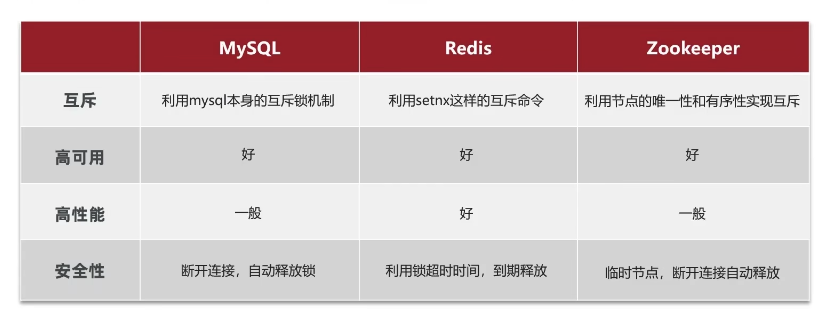 MySQL Redis Zookeeper
互斥 利用mysql本身的互斥锁机制 利用setnx这样的互斥命令 利用节点的唯一性和有序性实现互斥
高可用 好 好 好
高性能 一般 好 一般
安全性 断开连接，自动释放锁 利用锁超时时间，到期释放 临时节点，断开连接自动释放